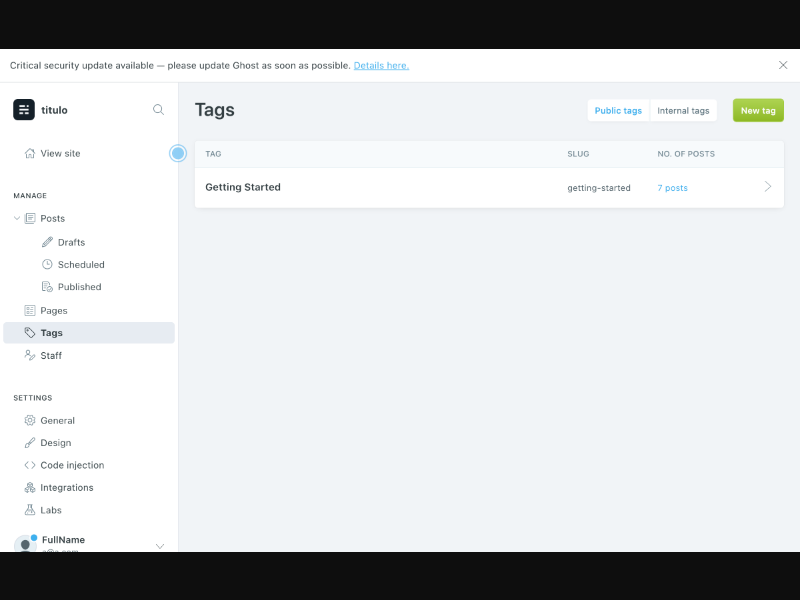 Critical security update available — please update Ghost as soon as possible. Details here.
titulo
Tags
Public tags
Internal tags
New tag
View site
TAG
SLUG
NO. OF POSTS
Getting Started
getting-started
7 posts
MANAGE
Posts
Drafts
Scheduled
Published
Pages
Tags
Staff
SETTINGS
General
Design
Code injection
Integrations
Labs
FullName